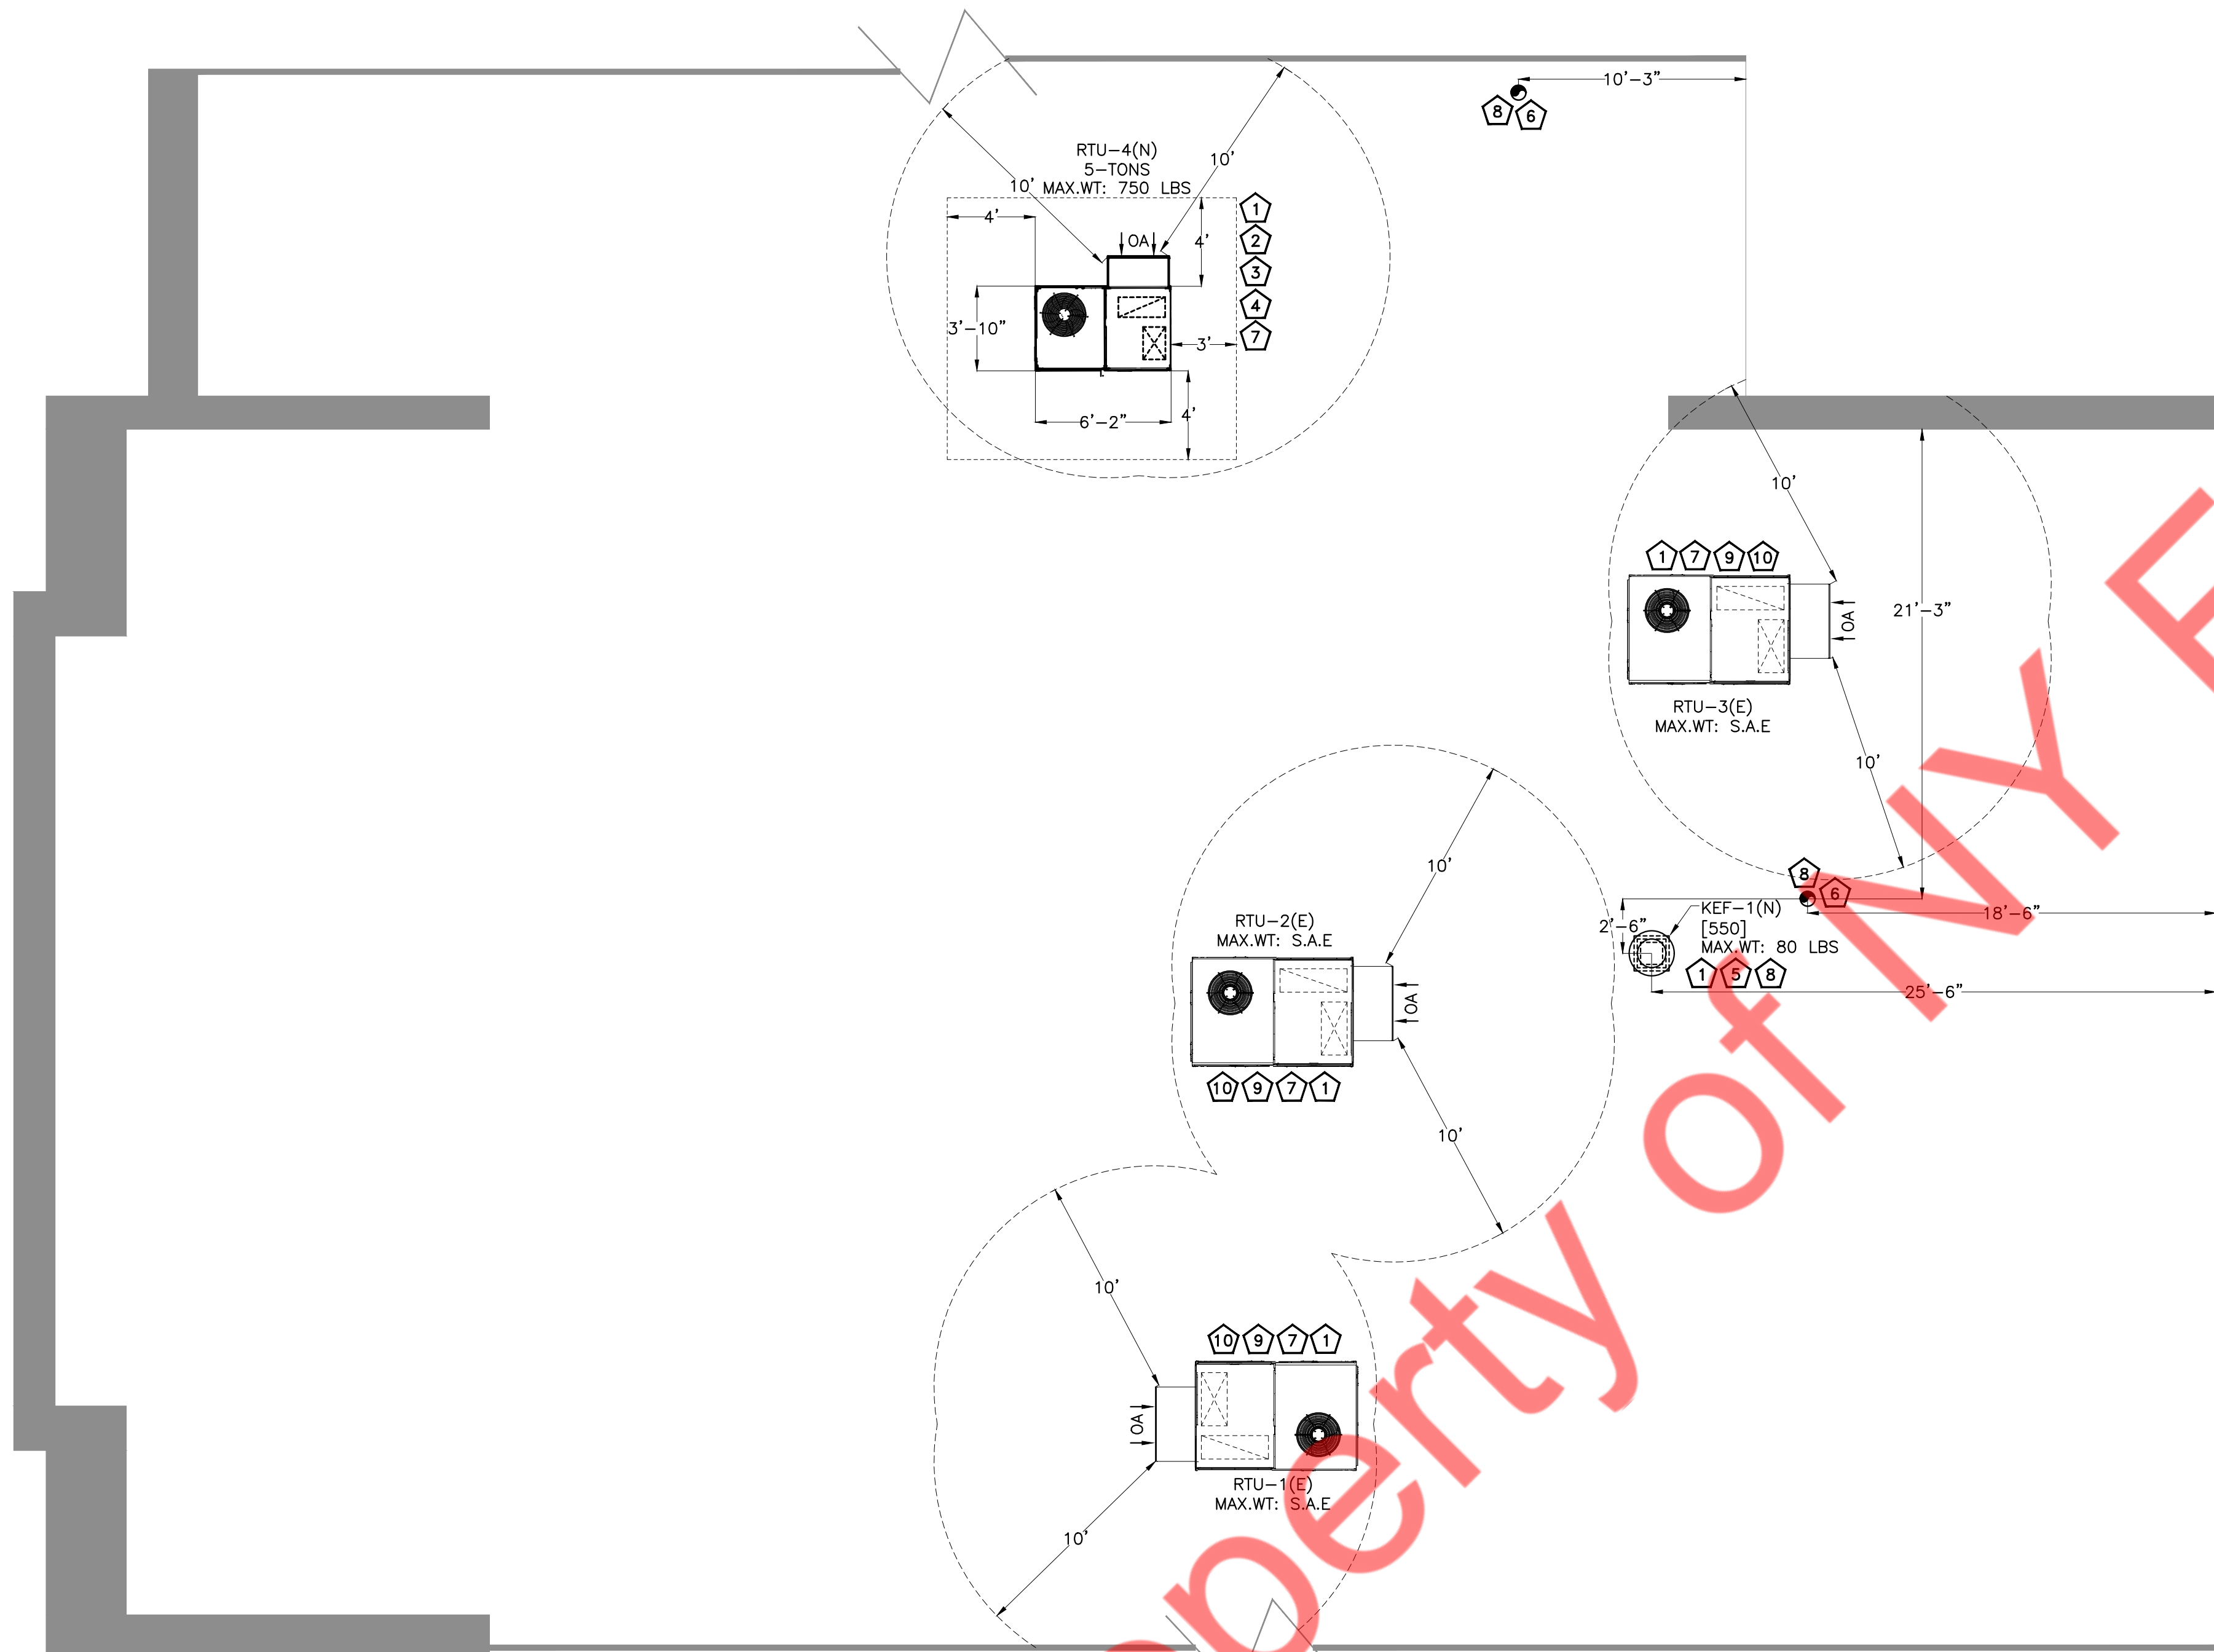 10'-3"
8 6
RTU-4(N)
5-TONS
MAX.WT: 750 LBS
10'
10'
4'
OA
4'
1
2
3
4
7
3'-10"
3'
6'-2"
4'
10'
1 7 9 10
OA
21'-3"
RTU-3(E)
MAX.WT: S.A.E
10'
10'
8
6
KEF-1(N)
[550]
MAX.WT: 80 LBS
1 5 8
2'-6"
18'-6"
25'-6"
RTU-2(E)
MAX.WT: S.A.E
OA
10 9 7 1
10'
10'
10 9 7 1
OA
RTU-1(E)
MAX.WT: S.A.E
10'
perty of NY